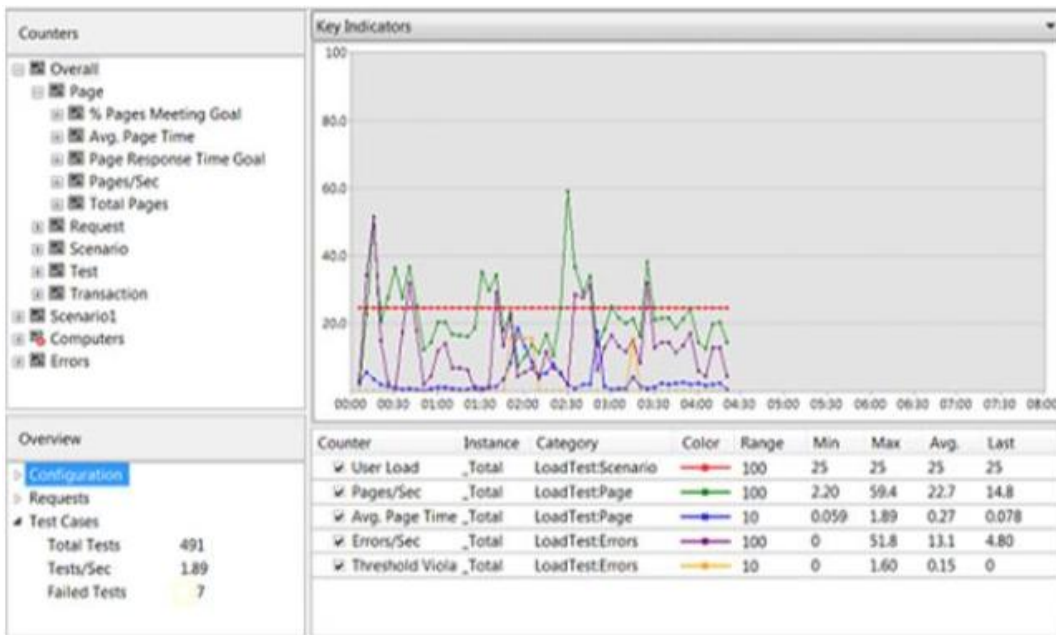 Counters
Overall
Page
% Pages Meeting Goal
Avg. Page Time
Page Response Time Goal
Pages/Sec
Total Pages
Request
Scenario
Test
Transaction
Scenario1
Computers
Errors
Overview
Configuration
Requests
Test Cases
Total Tests 491
Tests/Sec 1.89
Failed Tests 7
Key Indicators
100
80.0
60.0
40.0
20.0
00:00 00:30 01:00 01:30 02:00 02:30 03:00 03:30 04:00 04:30 05:00 05:30 06:00 06:30 07:00 07:30 08:00
Counter Instance Category Color Range Min Max Avg. Last
User Load _Total LoadTest:Scenario 100 25 25 25 25
Pages/Sec _Total LoadTest:Page 100 2.20 59.4 22.7 14.8
Avg. Page Time _Total LoadTest:Page 10 0.059 1.89 0.27 0.078
Errors/Sec _Total LoadTest:Errors 100 0 51.8 13.1 4.80
Threshold Viola _Total LoadTest:Errors 10 0 1.60 0.15 0